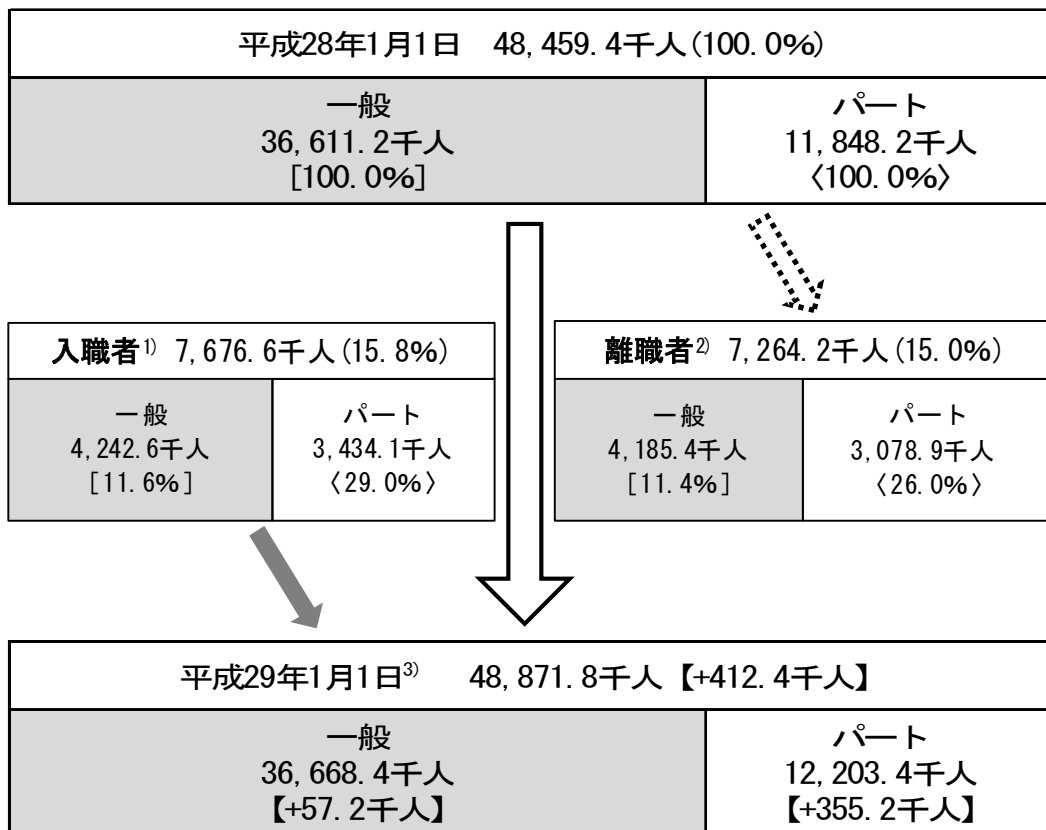 平成28年1月1日　48,459.4千人(100.0%)
一般
36,611.2千人
[100.0%]
パート
11,848.2千人
〈100.0%〉
入職者1) 7,676.6千人(15.8%)
一般
4,242.6千人
[11.6%]
パート
3,434.1千人
〈29.0%〉
離職者2) 7,264.2千人(15.0%)
一般
4,185.4千人
[11.4%]
パート
3,078.9千人
〈26.0%〉
平成29年1月1日3)　48,871.8千人【+412.4千人】
一般
36,668.4千人
【+57.2千人】
パート
12,203.4千人
【+355.2千人】